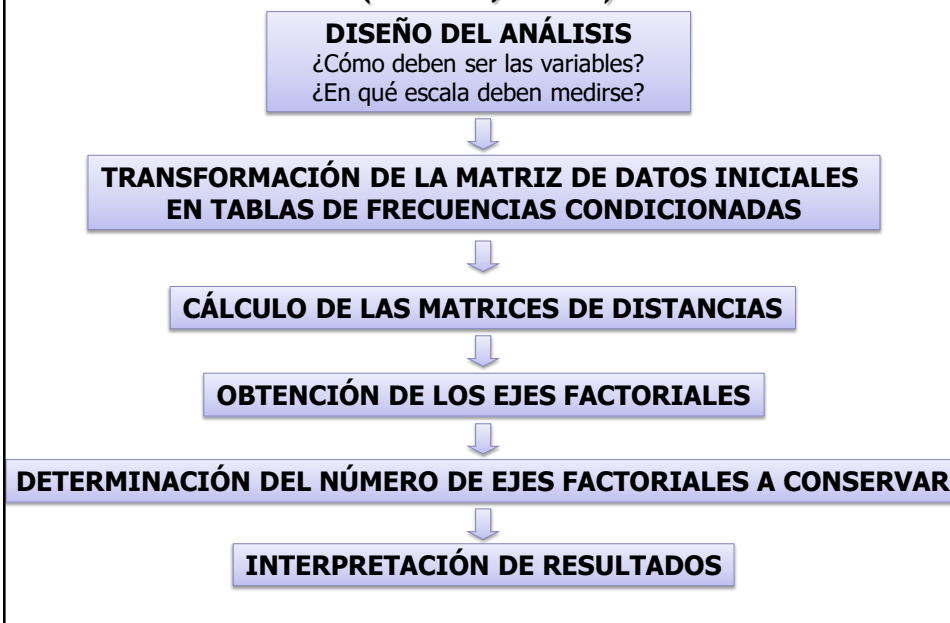 DISEÑO DEL ANÁLISIS
¿Cómo deben ser las variables?
¿En qué escala deben medirse?
TRANSFORMACIÓN DE LA MATRIZ DE DATOS INICIALES
EN TABLAS DE FRECUENCIAS CONDICIONADAS
CÁLCULO DE LAS MATRICES DE DISTANCIAS
OBTENCIÓN DE LOS EJES FACTORIALES
DETERMINACIÓN DEL NÚMERO DE EJES FACTORIALES A CONSERVAR
INTERPRETACIÓN DE RESULTADOS